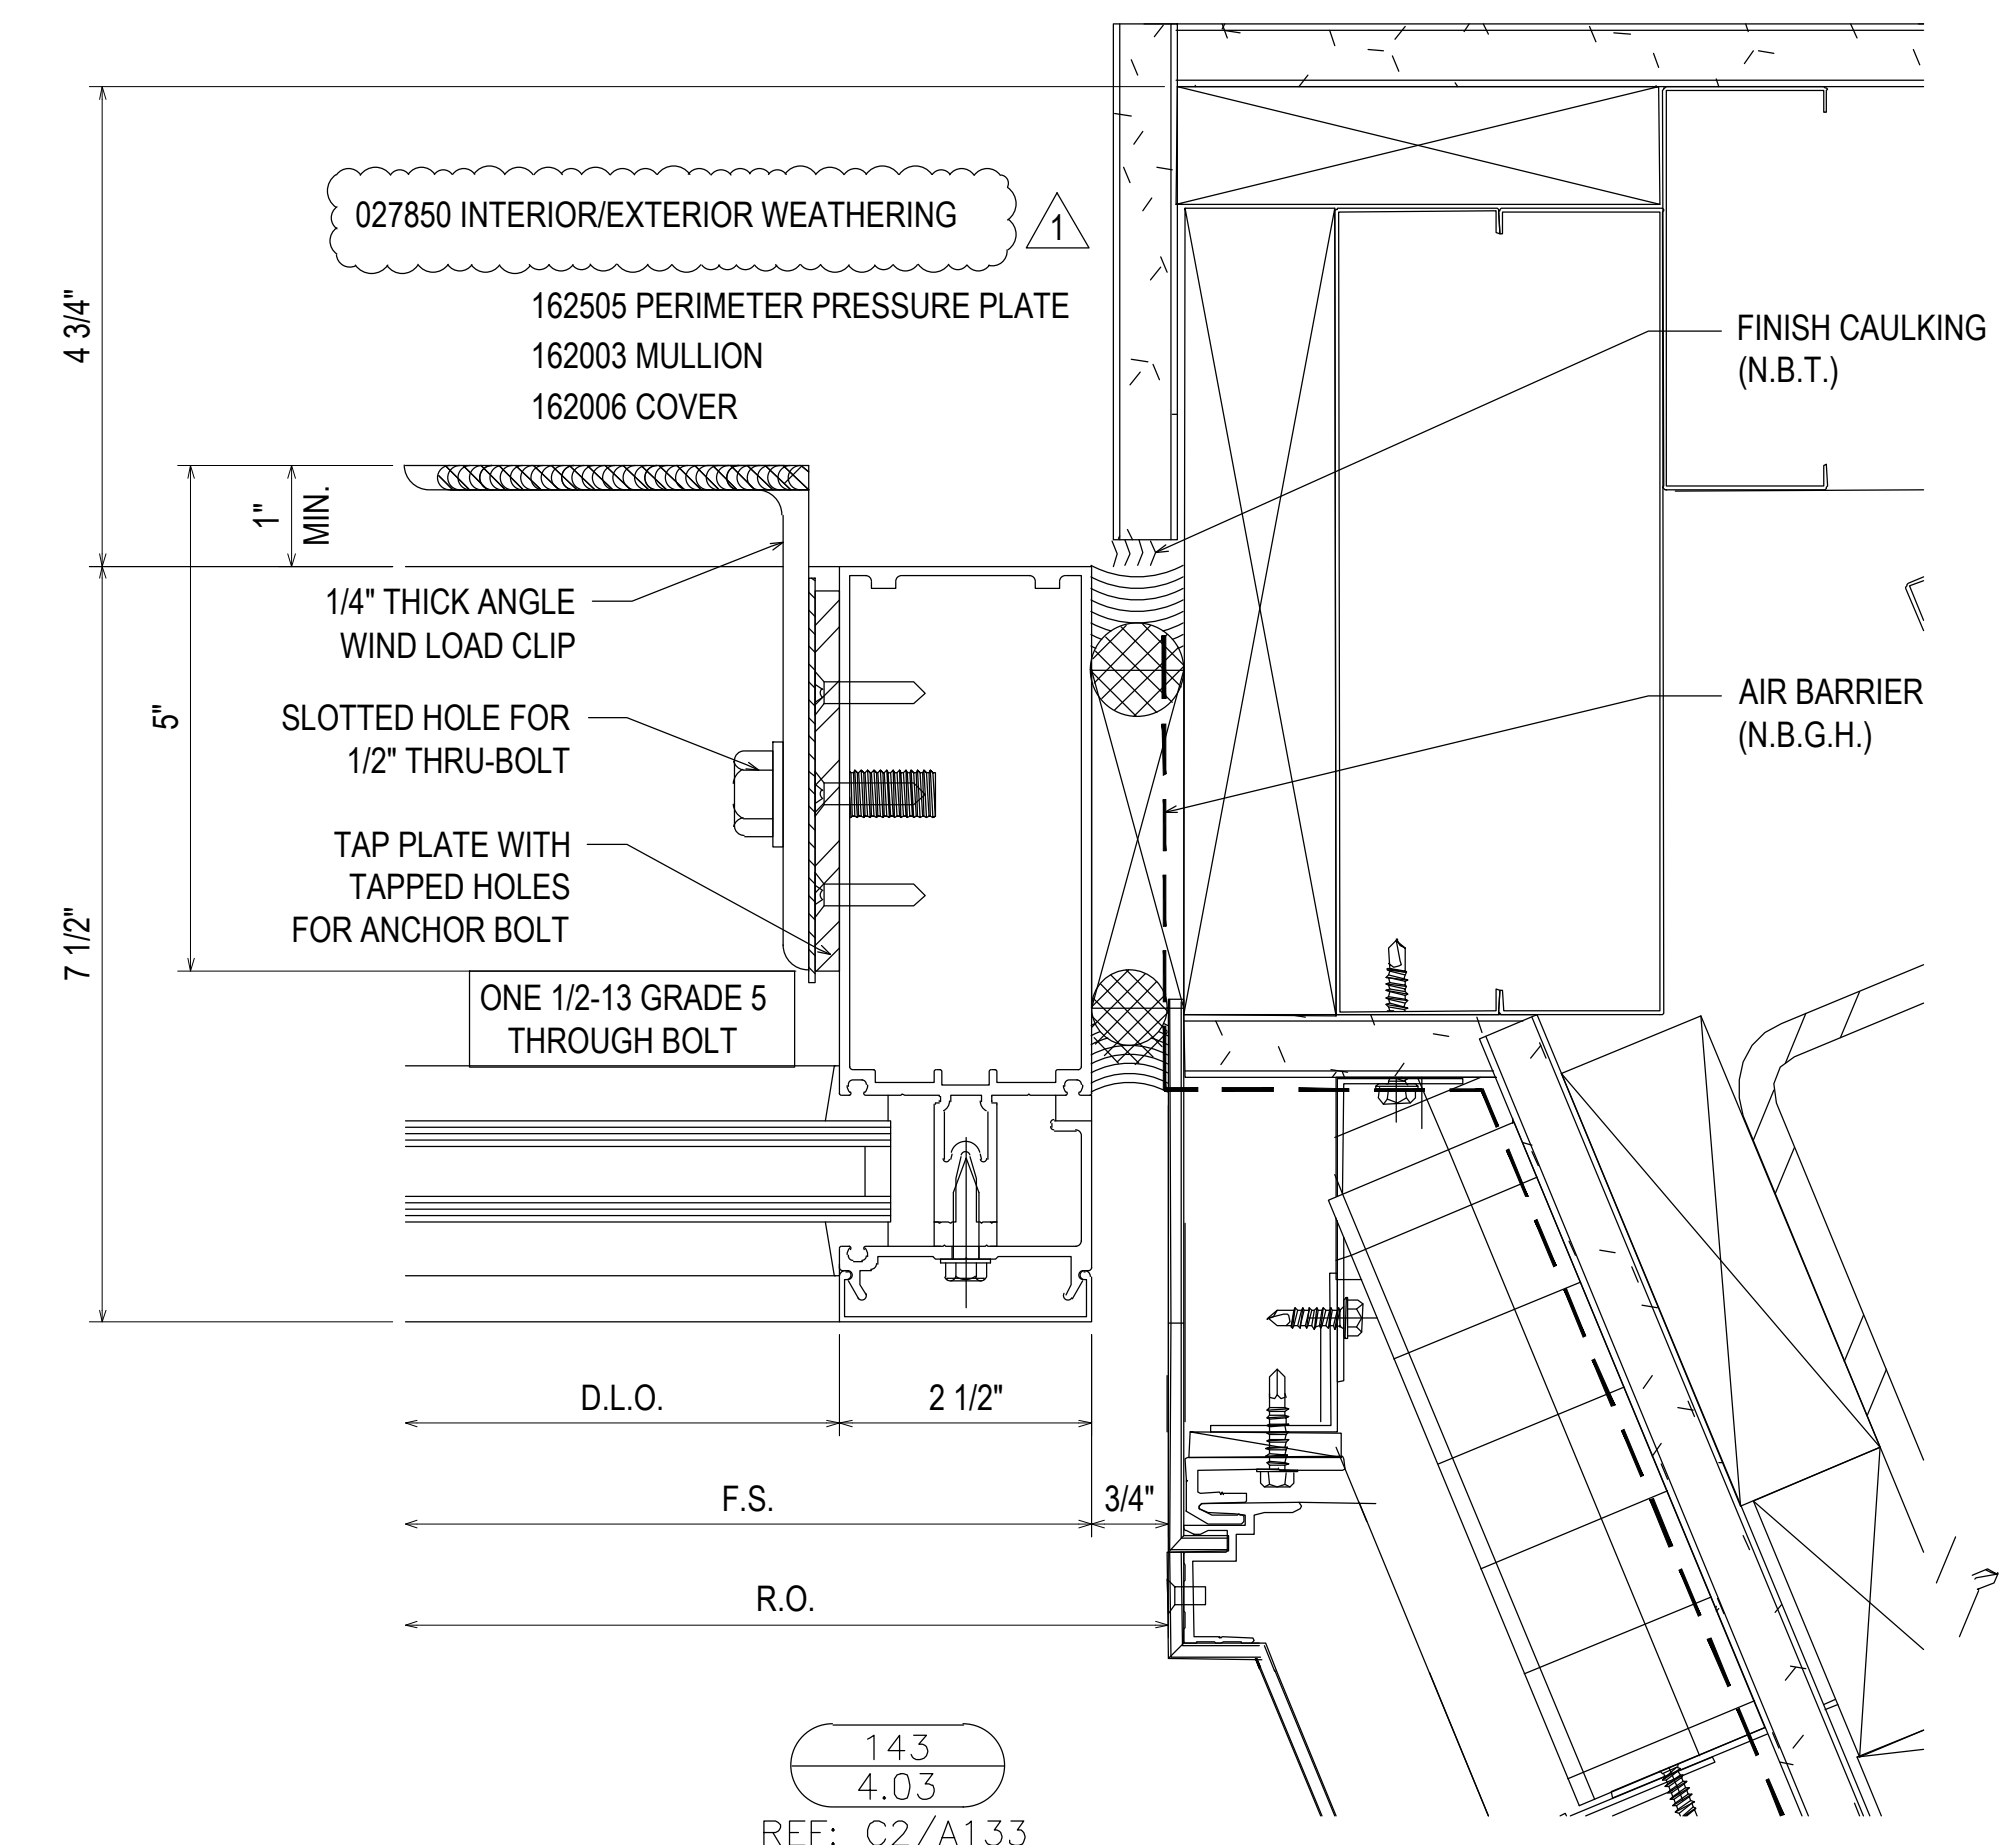 027850 INTERIOR/EXTERIOR WEATHERING
1
162505 PERIMETER PRESSURE PLATE
162003 MULLION
162006 COVER
4 3/4"
FINISH CAULKING
(N.B.T.)
1"
MIN.
1/4" THICK ANGLE
WIND LOAD CLIP
5"
SLOTTED HOLE FOR
1/2" THRU-BOLT
AIR BARRIER
(N.B.G.H.)
TAP PLATE WITH
TAPPED HOLES
FOR ANCHOR BOLT
7 1/2"
ONE 1/2-13 GRADE 5
THROUGH BOLT
D.L.O.
2 1/2"
F.S.
3/4"
R.O.
143
4.03
REF: C2/A133